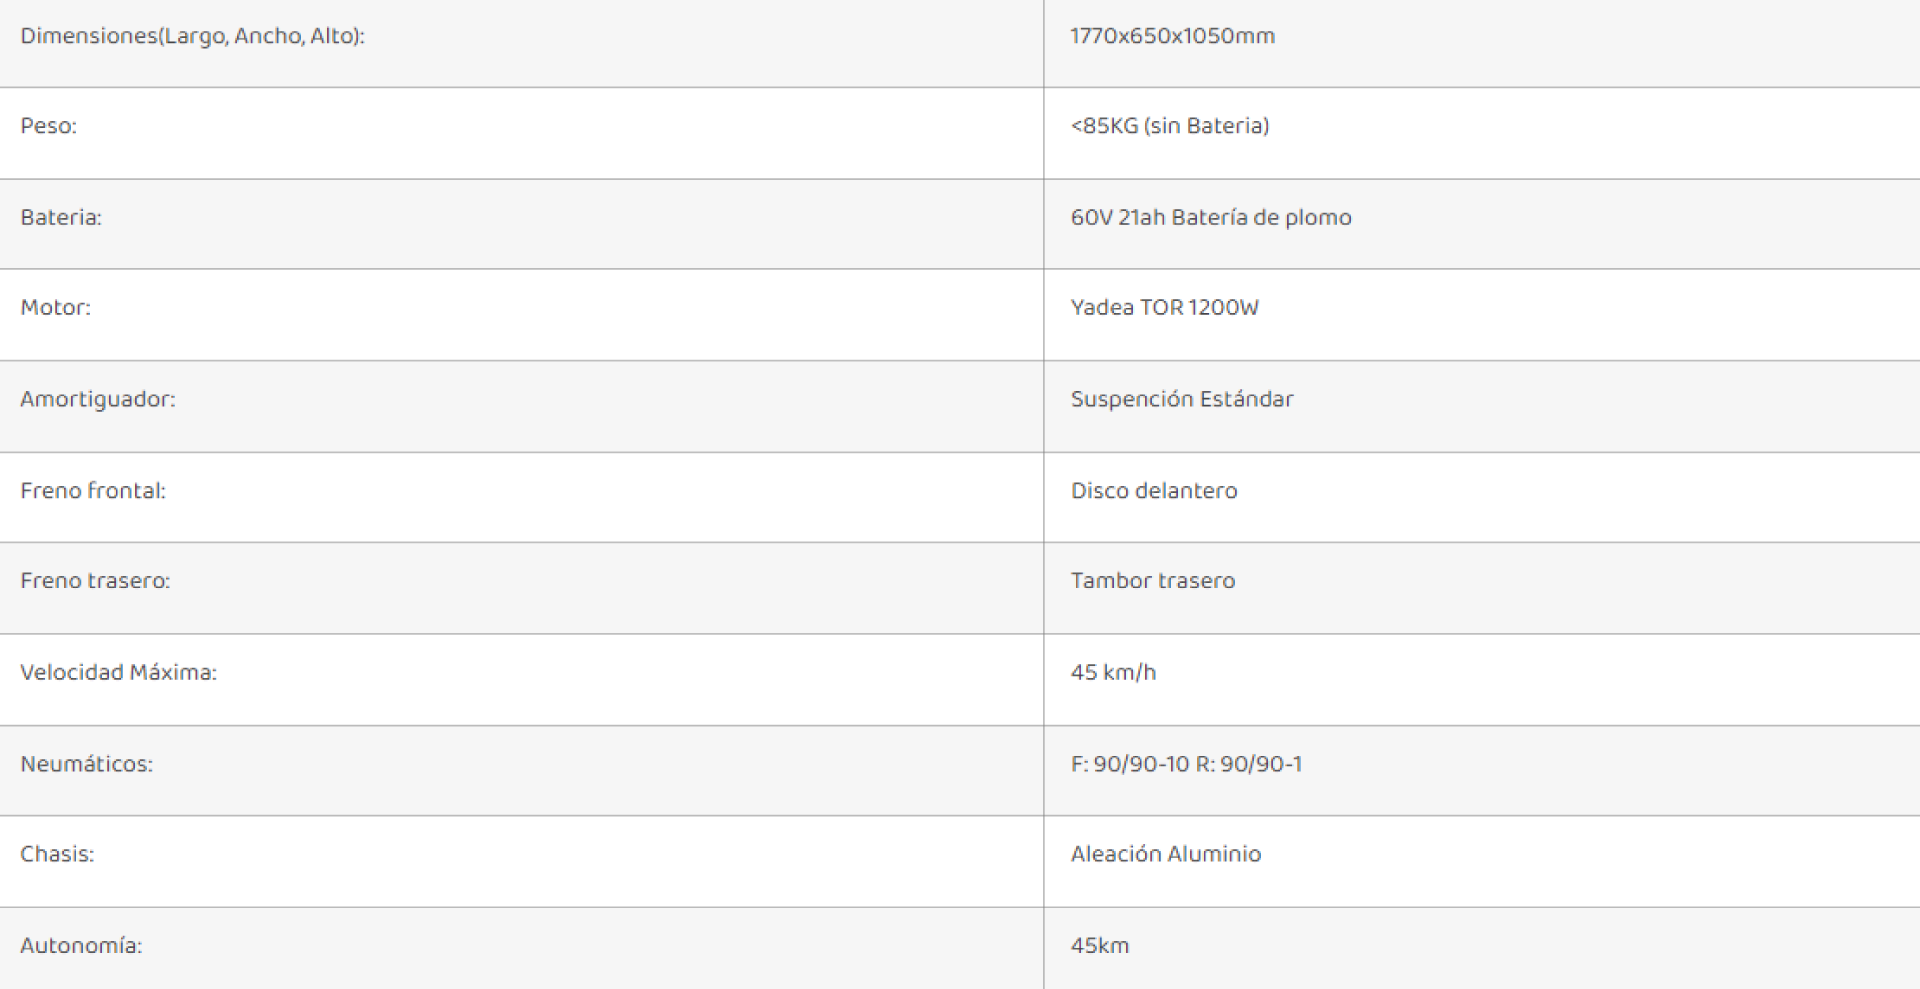 Dimensiones(Largo, Ancho, Alto): 1770x650x1050mm
Peso: <85KG (sin Bateria)
Bateria: 60V 21ah Batería de plomo
Motor: Yadea TOR 1200W
Amortiguador: Suspención Estándar
Freno frontal: Disco delantero
Freno trasero: Tambor trasero
Velocidad Máxima: 45 km/h
Neumáticos: F: 90/90-10 R: 90/90-1
Chasis: Aleación Aluminio
Autonomía: 45km